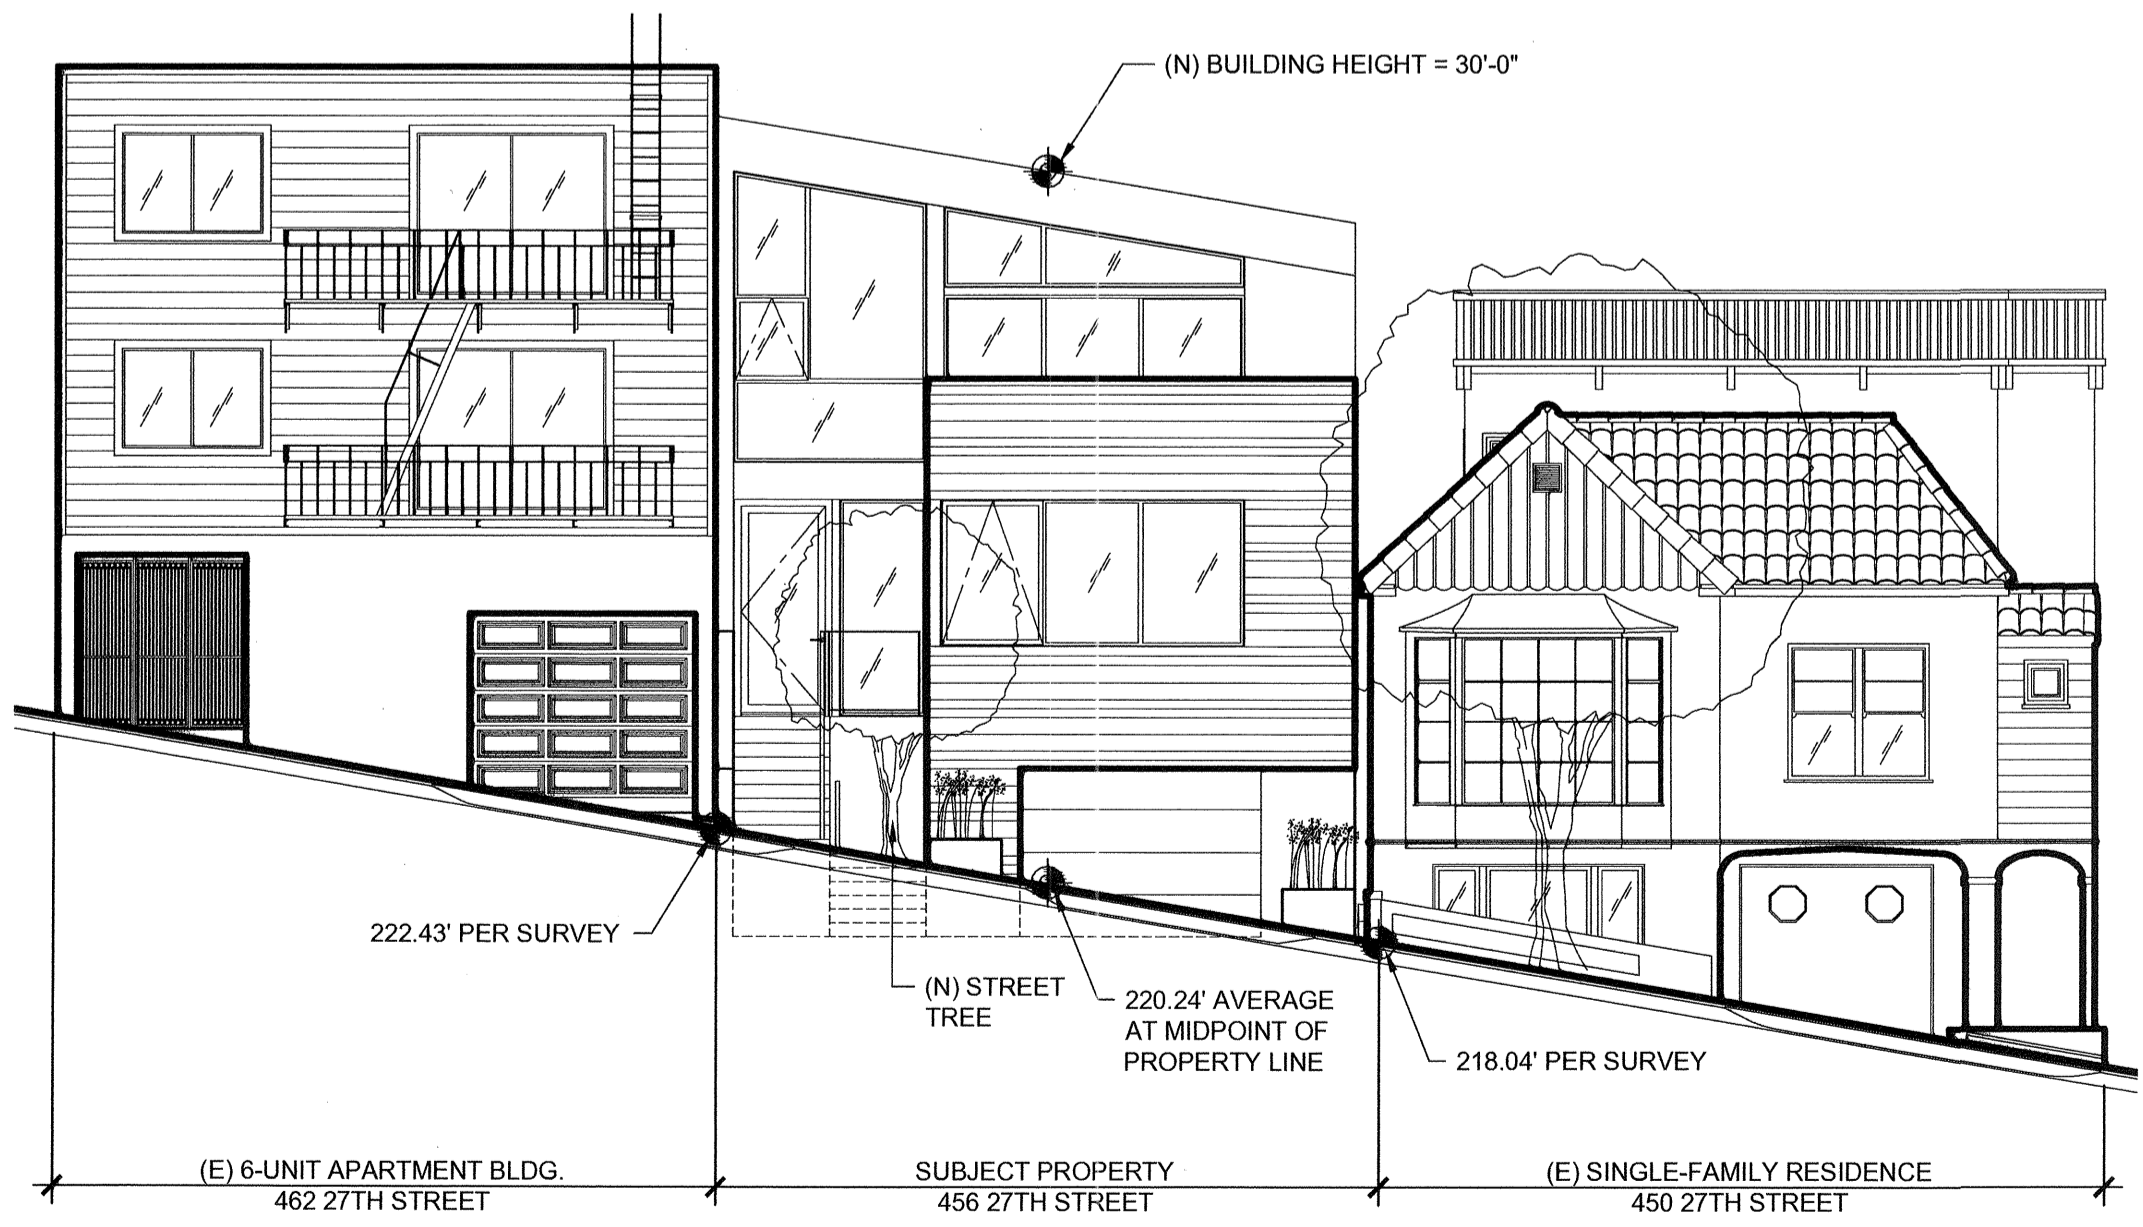 (N) BUILDING HEIGHT = 30'-0"
222.43' PER SURVEY
(N) STREET
TREE
220.24' AVERAGE
AT MIDPOINT OF
PROPERTY LINE
218.04' PER SURVEY
(E) 6-UNIT APARTMENT BLDG.
462 27TH STREET
SUBJECT PROPERTY
456 27TH STREET
(E) SINGLE-FAMILY RESIDENCE
450 27TH STREET